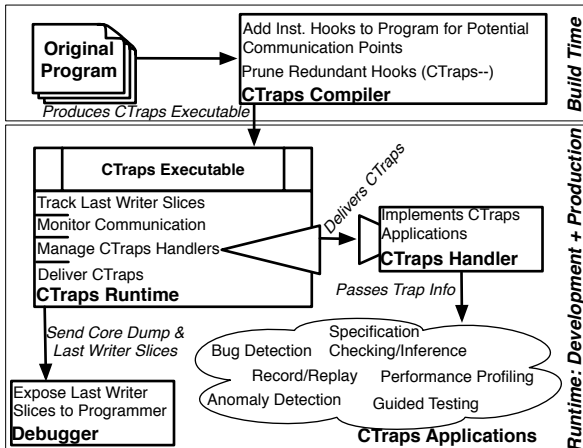 Original
Program
Add Inst. Hooks to Program for Potential
Communication Points
Prune Redundant Hooks (CTraps--)
CTraps Compiler
Produces CTraps Executable
Build Time
CTraps Executable
Track Last Writer Slices
Monitor Communication
Manage CTraps Handlers
Deliver CTraps
CTraps Runtime
Delivers CTraps
Implements CTraps
Applications
CTraps Handler
Passes Trap Info
Send Core Dump &
Last Writer Slices
Expose Last Writer
Slices to Programmer
Debugger
Specification
Bug Detection
Checking/Inference
Record/Replay
Performance Profiling
Anomaly Detection
Guided Testing
CTraps Applications
Runtime: Development + Production